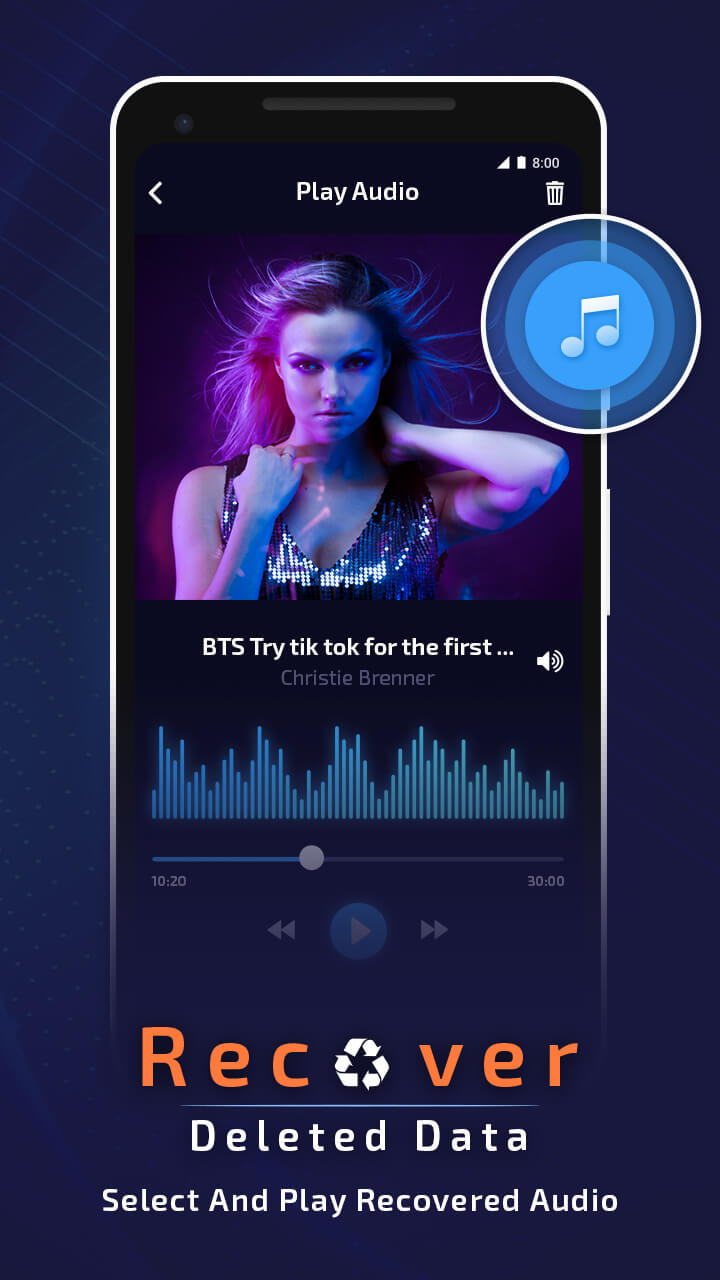 8:00
Play Audio
BTS Try tik tok for the first ...
Christie Brenner
10:20
30:00
Rec ver
Deleted Data
Select And Play Recovered Audio